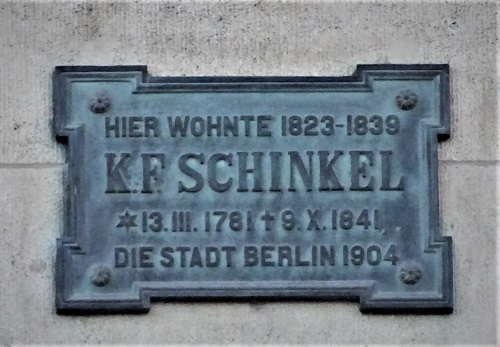 HIER WOHNTE 1823-1839
K.F. SCHINKEL
*13.III.1781 †9.X.1841
DIE STADT BERLIN 1904